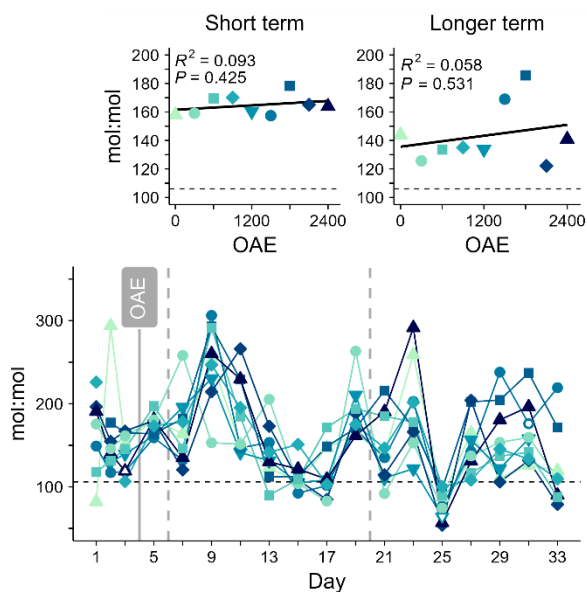 Short term
Longer term
mol:mol
200
180
160
140
120
100
R² = 0.093
P = 0.425
0
1200
2400
OAE
200
180
160
140
120
100
R² = 0.058
P = 0.531
0
1200
2400
OAE
OAE
mol:mol
300
200
100
1 5 9 13 17 21 25 29 33
Day